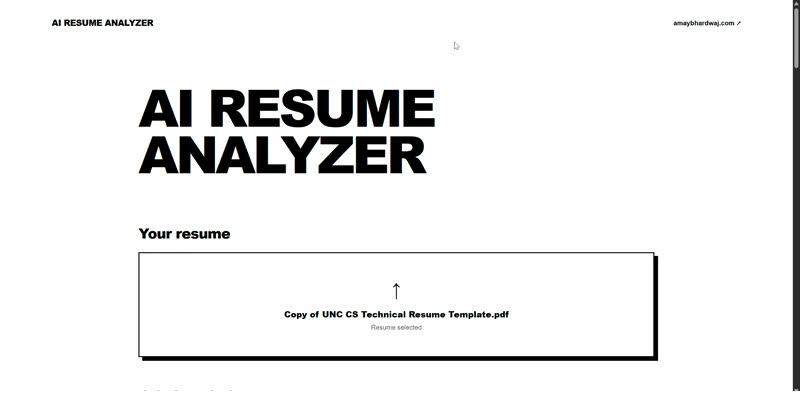 AI RESUME ANALYZER
amaybhardwaj.com ↗
AI RESUME
ANALYZER
Your resume
↑
Copy of UNC CS Technical Resume Template.pdf
Resume selected